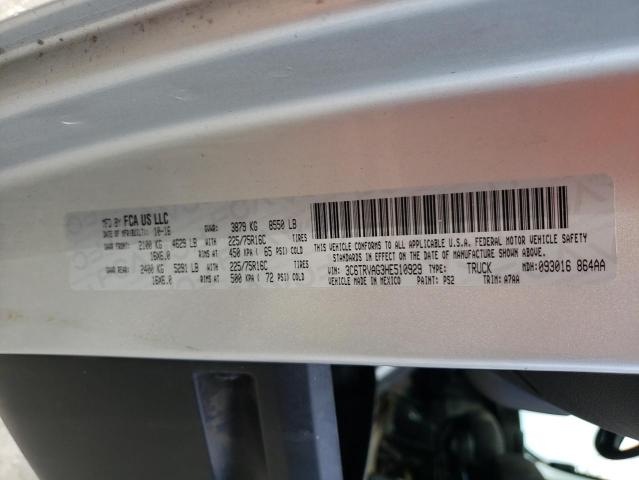 MFD BY FCA US LLC
DATE OF MFR 10-16 GVWR: 3879 KG 8550 LB
GAWR FRONT: 2100 KG 4629 LB WITH 225/75R16C TIRES
16X6.0 RIMS AT 450 KPA ( 65 PSI) COLD
GAWR REAR: 2400 KG 5291 LB WITH 225/75R16C TIRES
16X6.0 RIMS AT 500 KPA ( 72 PSI) COLD
THIS VEHICLE CONFORMS TO ALL APPLICABLE U.S.A. FEDERAL MOTOR VEHICLE SAFETY
STANDARDS IN EFFECT ON THE DATE OF MANUFACTURE SHOWN ABOVE.
VIN: 3C6TRVAG3HE510929 TYPE: TRUCK MDH: 093016 864AA
VEHICLE MADE IN MEXICO PAINT: PS2 TRIM: A7AA